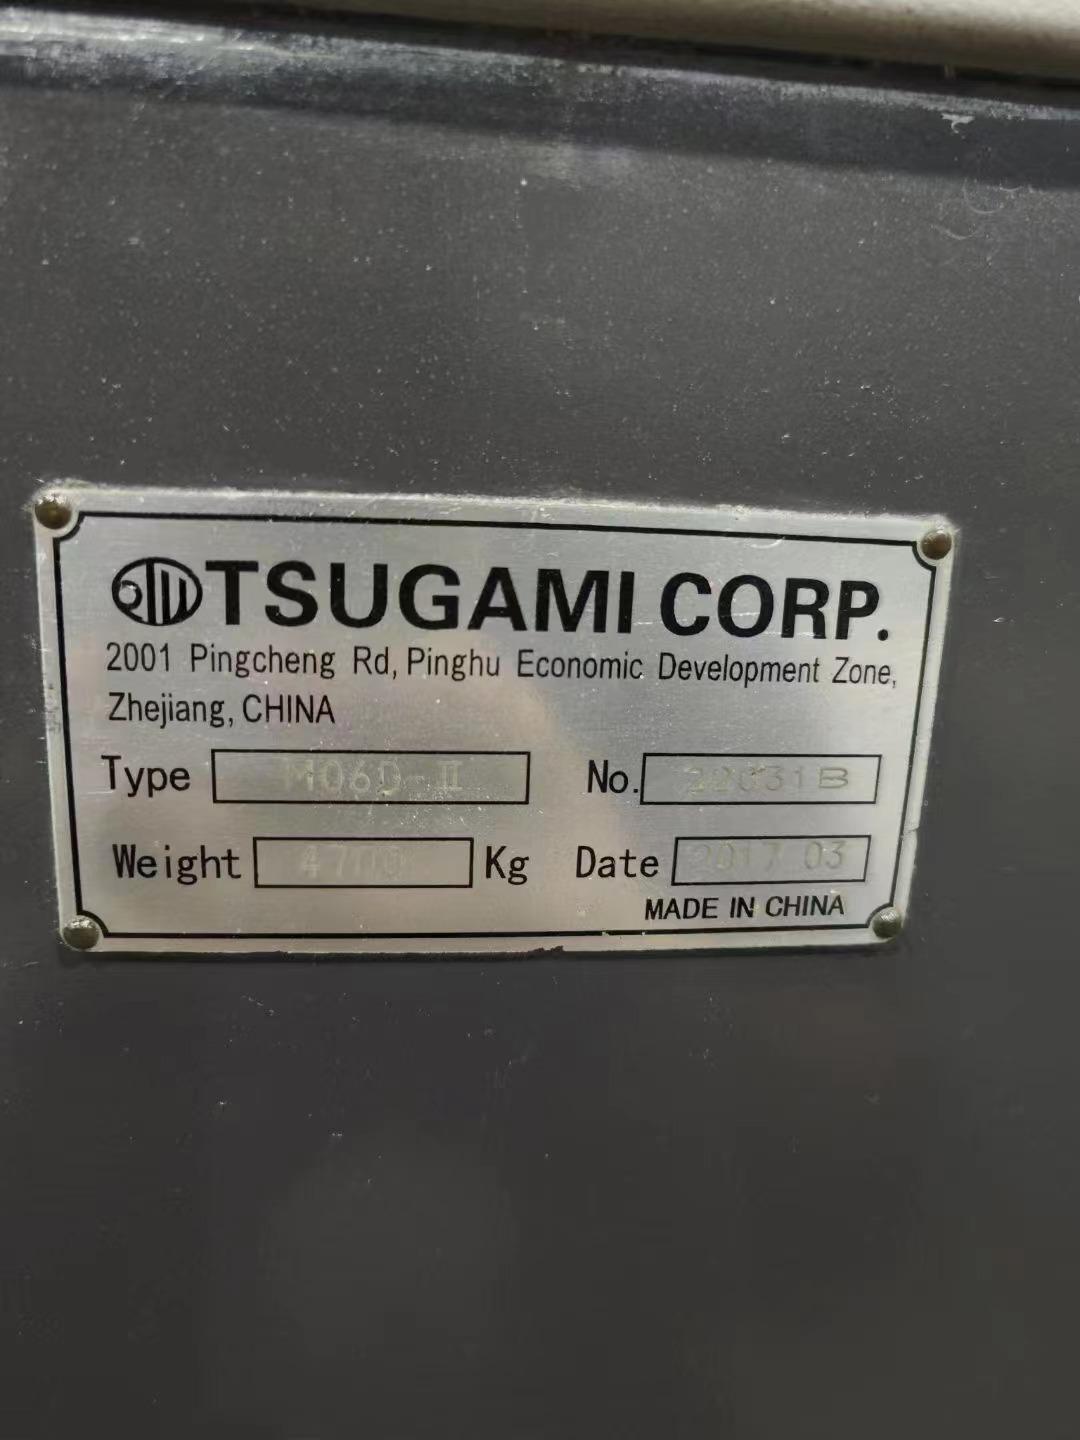 TSUGAMI CORP.
2001 Pingcheng Rd, Pinghu Economic Development Zone,
Zhejiang, CHINA
Type M06D-II No. 22031B
Weight 4700 Kg Date 2017 03
MADE IN CHINA